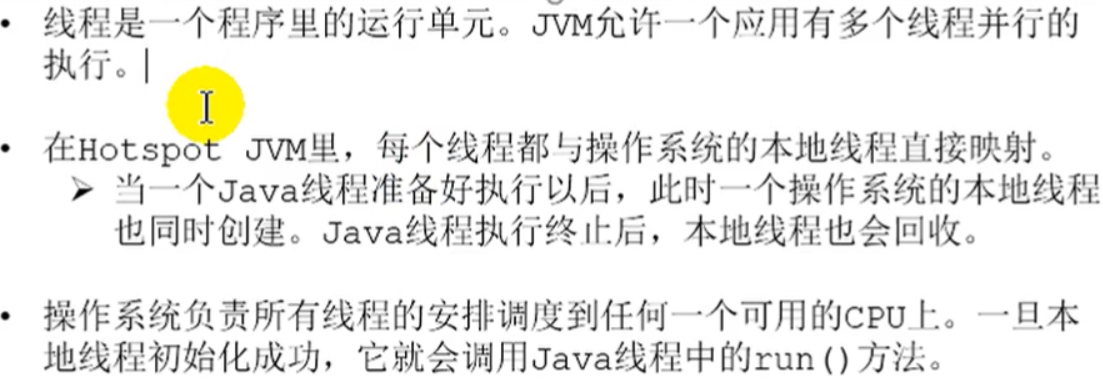 • 线程是一个程序里的运行单元。JVM允许一个应用有多个线程并行的
执行。
• 在Hotspot JVM里，每个线程都与操作系统的本地线程直接映射。
➢ 当一个Java线程准备好执行以后，此时一个操作系统的本地线程
也同时创建。Java线程执行终止后，本地线程也会回收。
• 操作系统负责所有线程的安排调度到任何一个可用的CPU上。一旦本
地线程初始化成功，它就会调用Java线程中的run()方法。